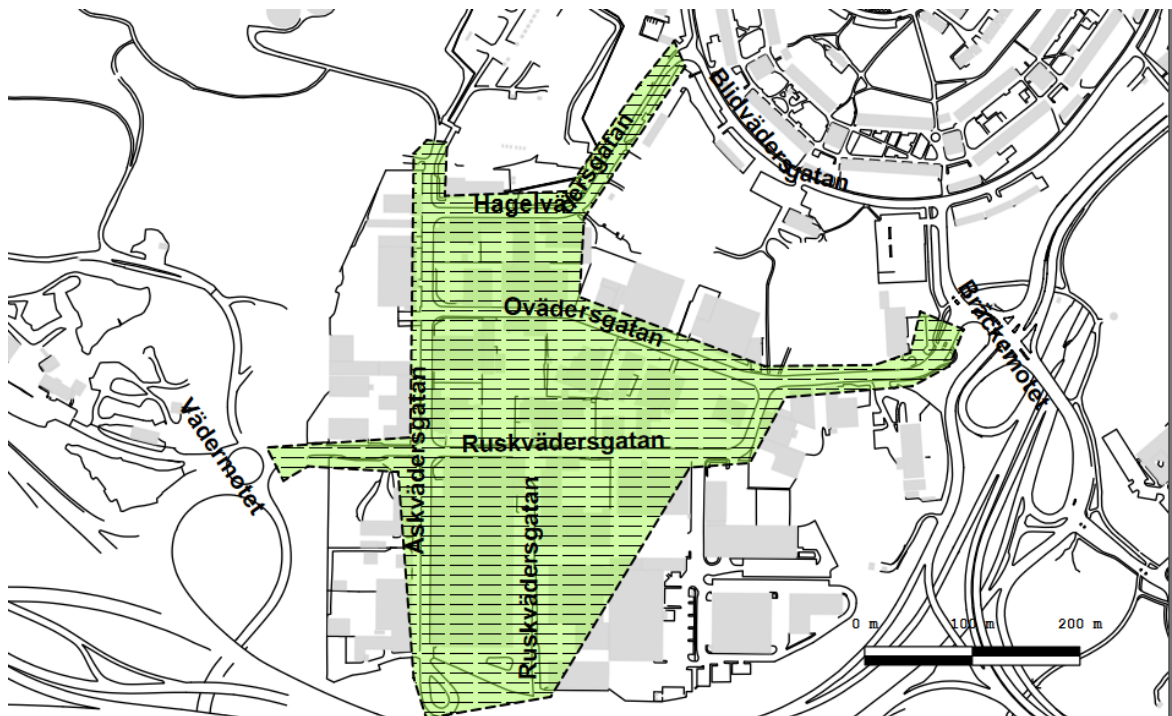 Blidvädersgatan
Hagelvädersgatan
Ovädersgatan
Bräckemotet
Askvädersgatan
Vädermotet
Ruskvädersgatan
Ruskvädersgatan
0 m 100 m 200 m